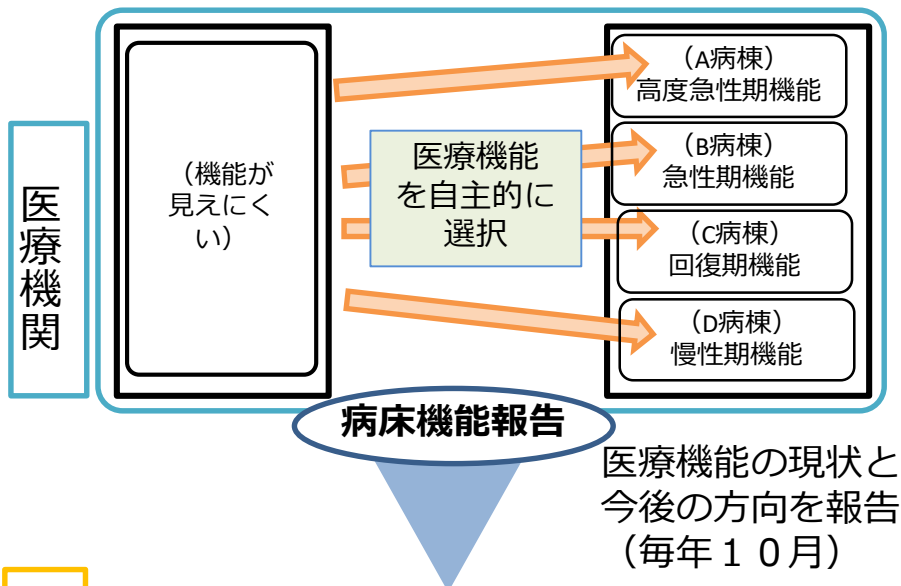 医療機関
（機能が
見えにく
い）
医療機能
を自主的に
選択
（A病棟）
高度急性期機能
（B病棟）
急性期機能
（C病棟）
回復期機能
（D病棟）
慢性期機能
病床機能報告
医療機能の現状と
今後の方向を報告
（毎年１０月）